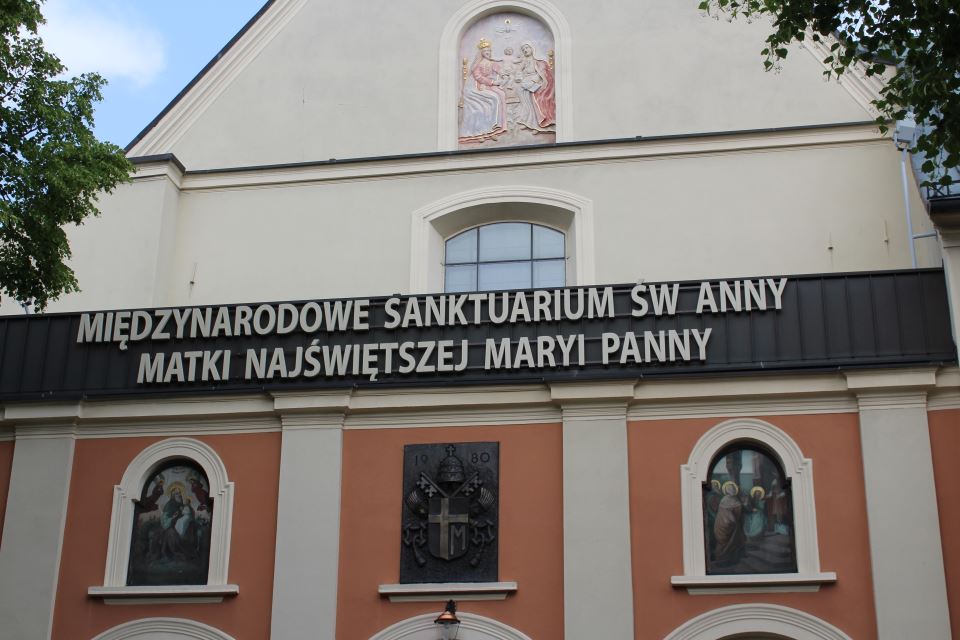 MIĘDZYNARODOWE SANKTUARIUM ŚW ANNY
MATKI NAJŚWIĘTSZEJ MARYI PANNY
1980
M